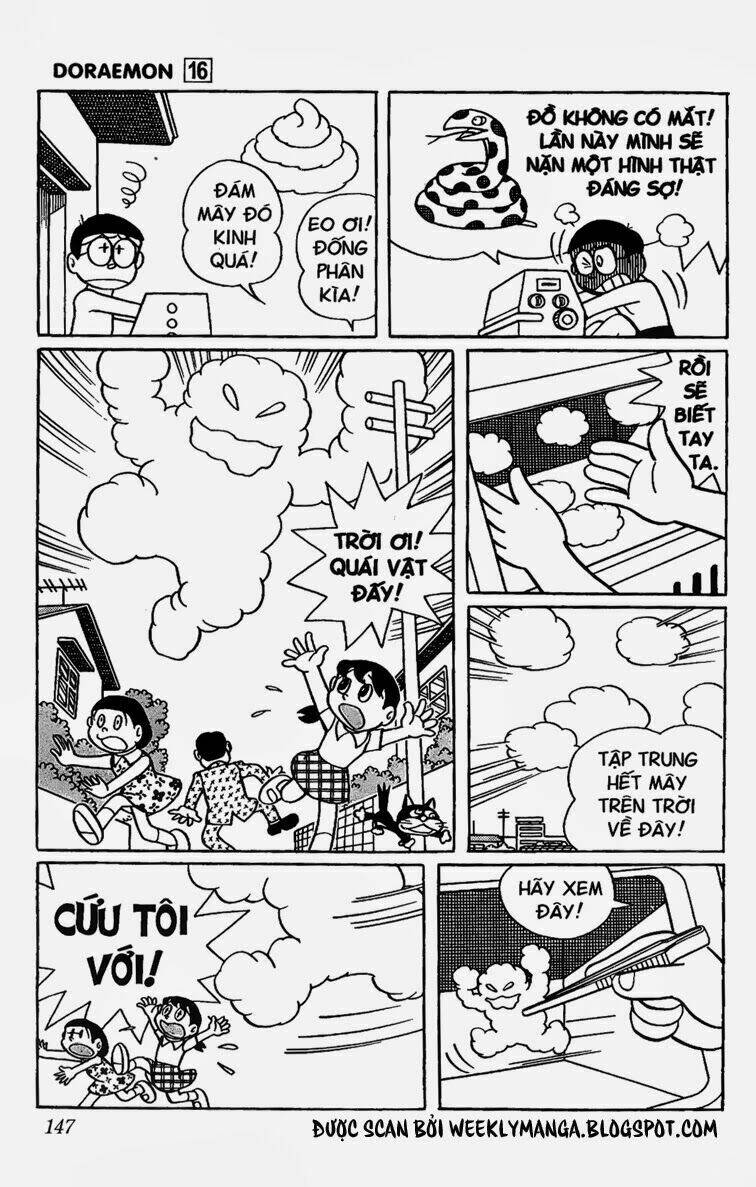 DORAEMON 16
ĐÁM
MÂY ĐÓ
KINH
QUÁ!
EO ƠI!
ĐỐNG
PHÂN
KÌA!
ĐỒ KHÔNG CÓ MẮT!
LẦN NÀY MÌNH SẼ
NẶN MỘT HÌNH THẬT
ĐÁNG SỢ!
TRỜI ƠI!
QUÁI VẬT
ĐẤY!
RỒI
SẼ
BIẾT
TAY
TA.
TẬP TRUNG
HẾT MÂY
TRÊN TRỜI
VỀ ĐÂY!
CỨU TÔI
VỚI!
HÃY XEM
ĐÂY!
147
ĐƯỢC SCAN BỞI WEEKLYMANGA.BLOGSPOT.COM